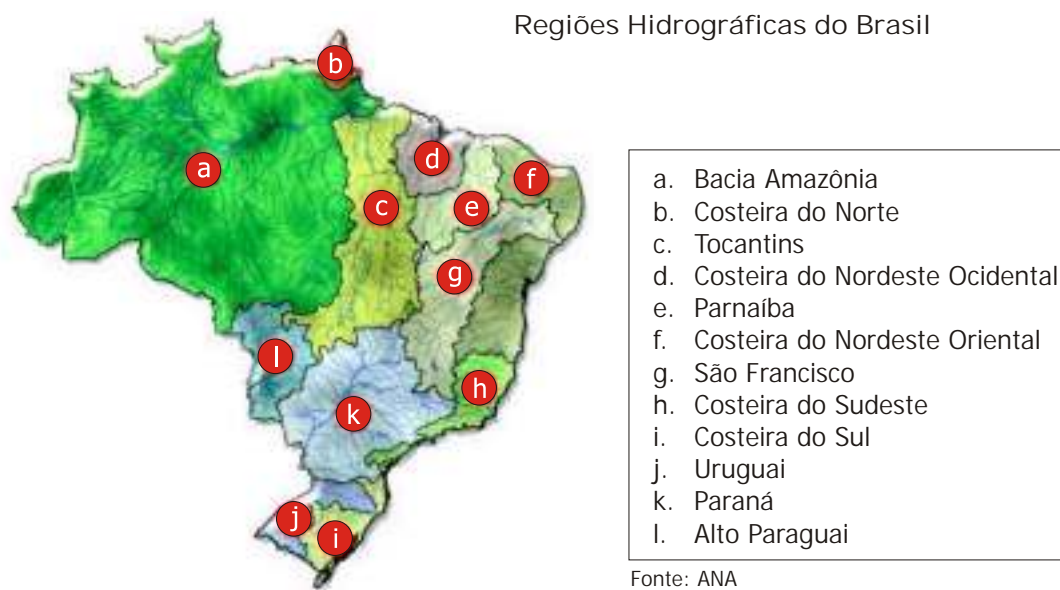 Regiões Hidrográficas do Brasil
b
a
d
f
c
e
g
l
h
k
j
i
a. Bacia Amazônia
b. Costeira do Norte
c. Tocantins
d. Costeira do Nordeste Ocidental
e. Parnaíba
f. Costeira do Nordeste Oriental
g. São Francisco
h. Costeira do Sudeste
i. Costeira do Sul
j. Uruguai
k. Paraná
l. Alto Paraguai
Fonte: ANA